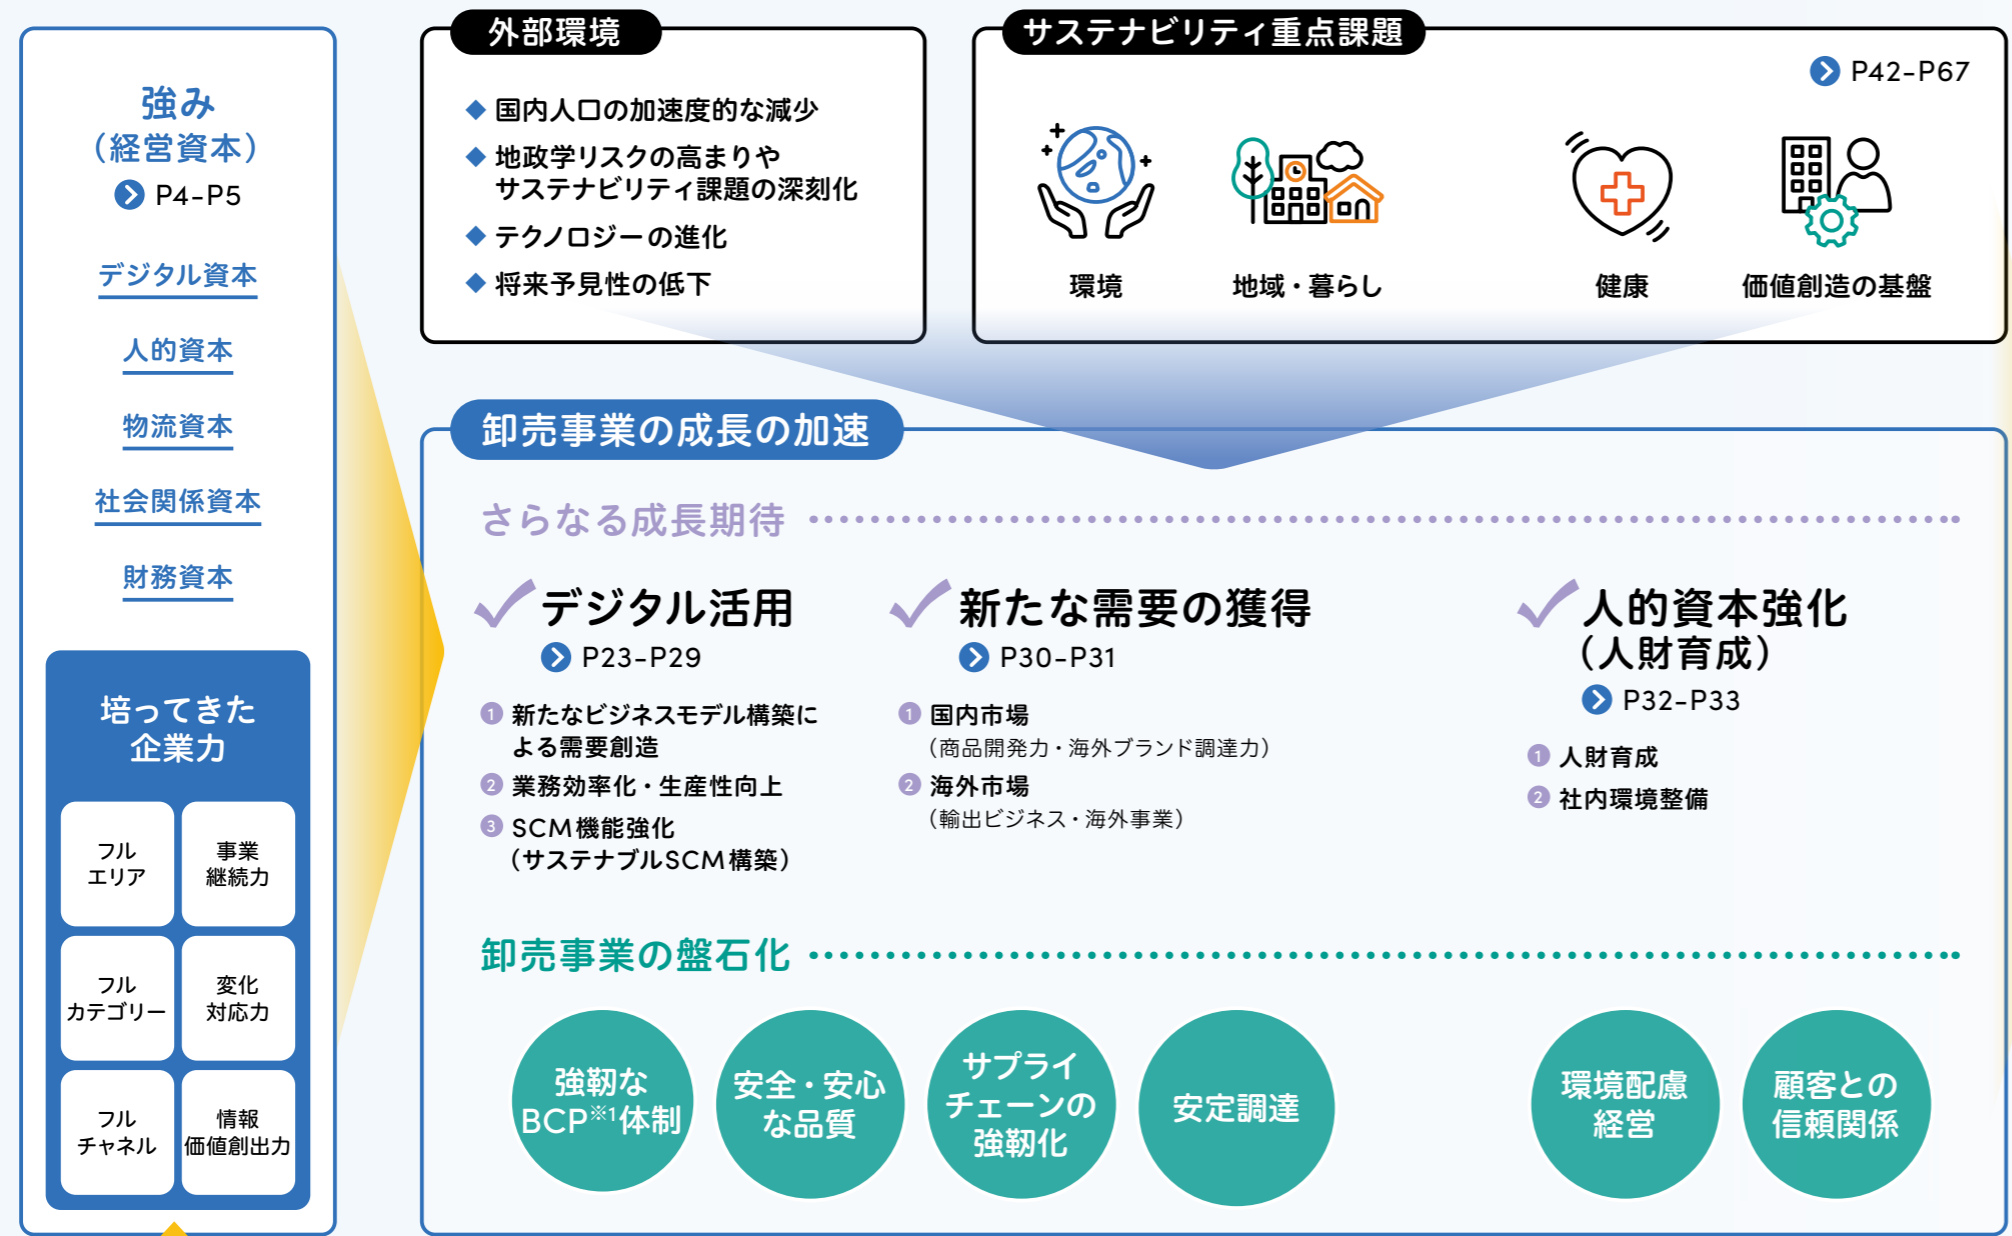 強み
(経営資本)
P4-P5
デジタル資本
人的資本
物流資本
社会関係資本
財務資本
培ってきた
企業力
フル
エリア
事業
継続力
フル
カテゴリー
変化
対応力
フル
チャネル
情報
価値創出力
外部環境
◆ 国内人口の加速度的な減少
◆ 地政学リスクの高まりや
サステナビリティ課題の深刻化
◆ テクノロジーの進化
◆ 将来予見性の低下
サステナビリティ重点課題
P42-P67
環境
地域・暮らし
健康
価値創造の基盤
卸売事業の成長の加速
さらなる成長期待
デジタル活用
P23-P29
1 新たなビジネスモデル構築に
よる需要創造
2 業務効率化・生産性向上
3 SCM機能強化
(サステナブルSCM構築)
新たな需要の獲得
P30-P31
1 国内市場
(商品開発力・海外ブランド調達力)
2 海外市場
(輸出ビジネス・海外事業)
人的資本強化
(人財育成)
P32-P33
1 人財育成
2 社内環境整備
卸売事業の盤石化
強靭な
BCP※1体制
安全・安心
な品質
サプライ
チェーンの
強靭化
安定調達
環境配慮
経営
顧客との
信頼関係